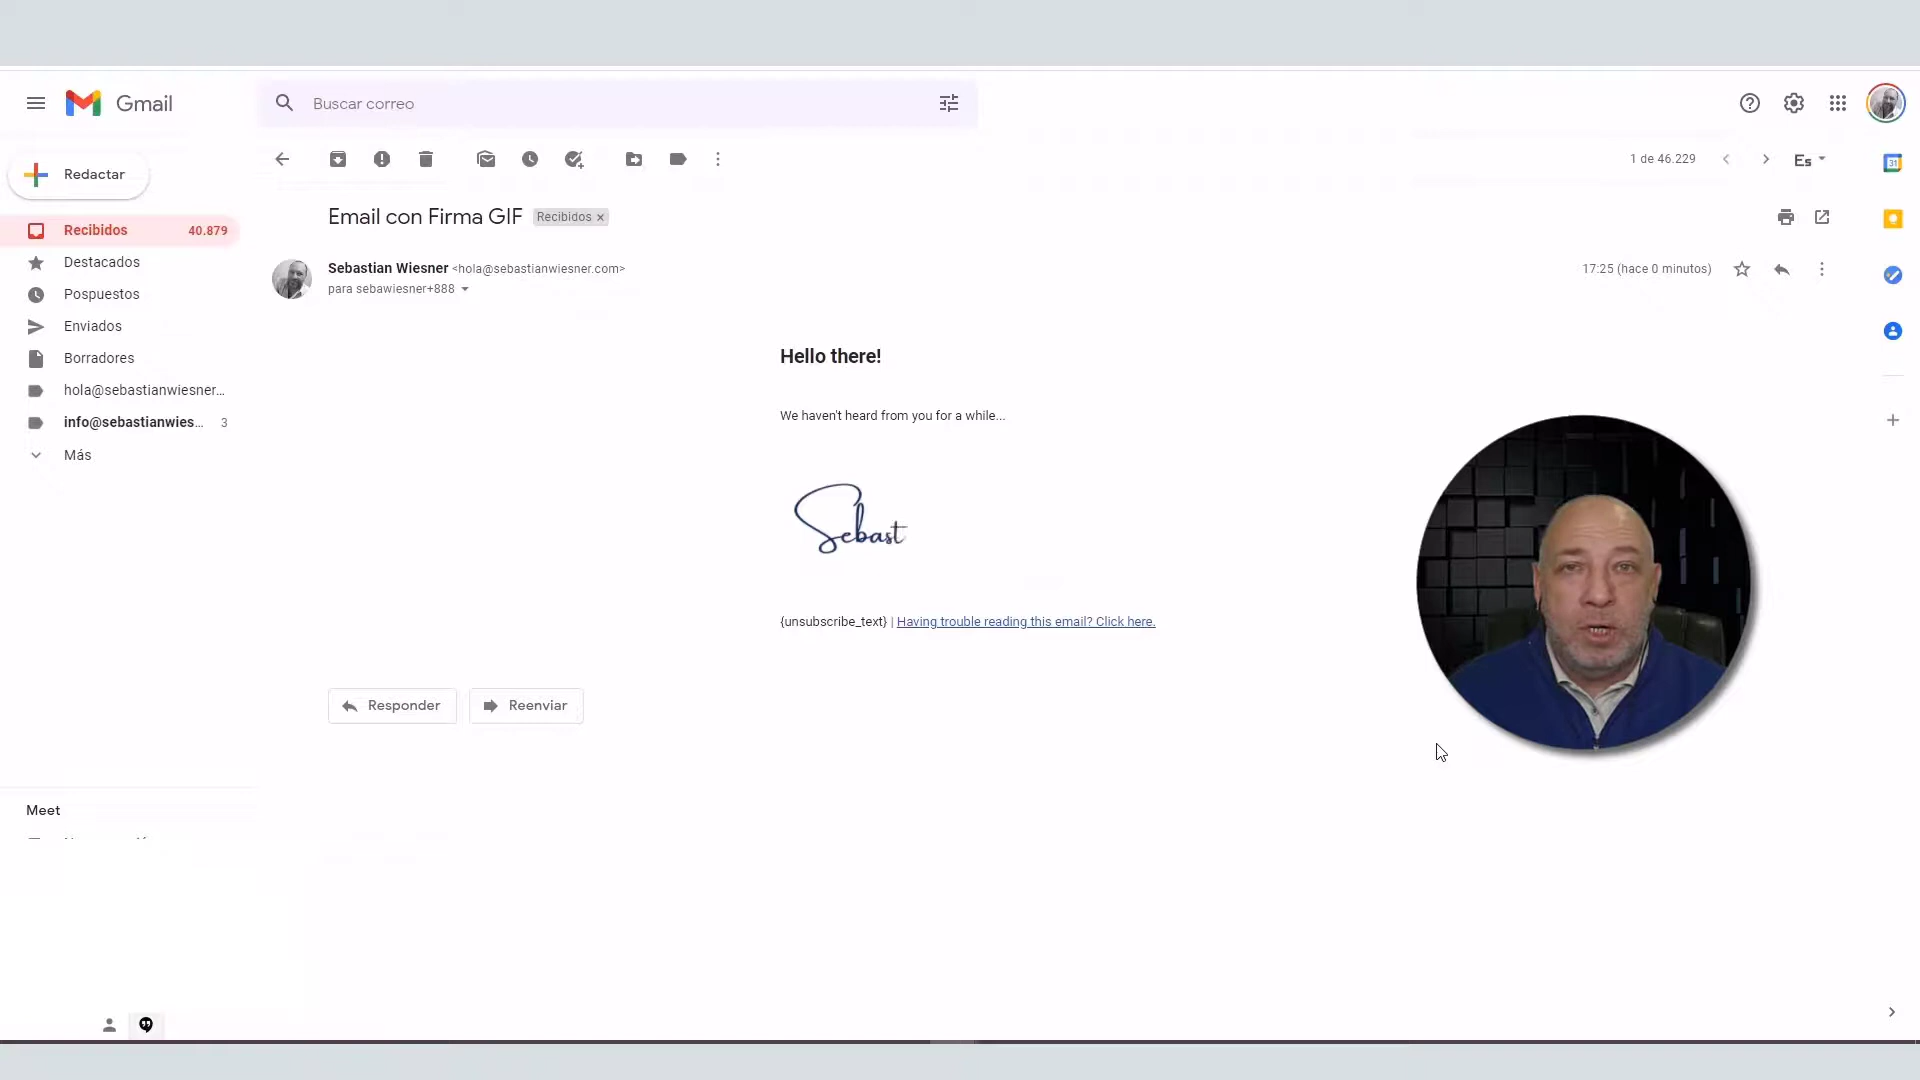 Gmail
Buscar correo
Redactar
1 de 46.229
Es
31
Email con Firma GIF
Recibidos x
Recibidos 40.879
Destacados
Pospuestos
Enviados
Borradores
hola@sebastianwiesner...
info@sebastianwies... 3
Más
Sebastian Wiesner <hola@sebastianwiesner.com>
para sebawiesner+888
17:25 (hace 0 minutos)
Hello there!
We haven't heard from you for a while...
Sebast
{unsubscribe_text} | Having trouble reading this email? Click here.
Responder
Reenviar
Meet